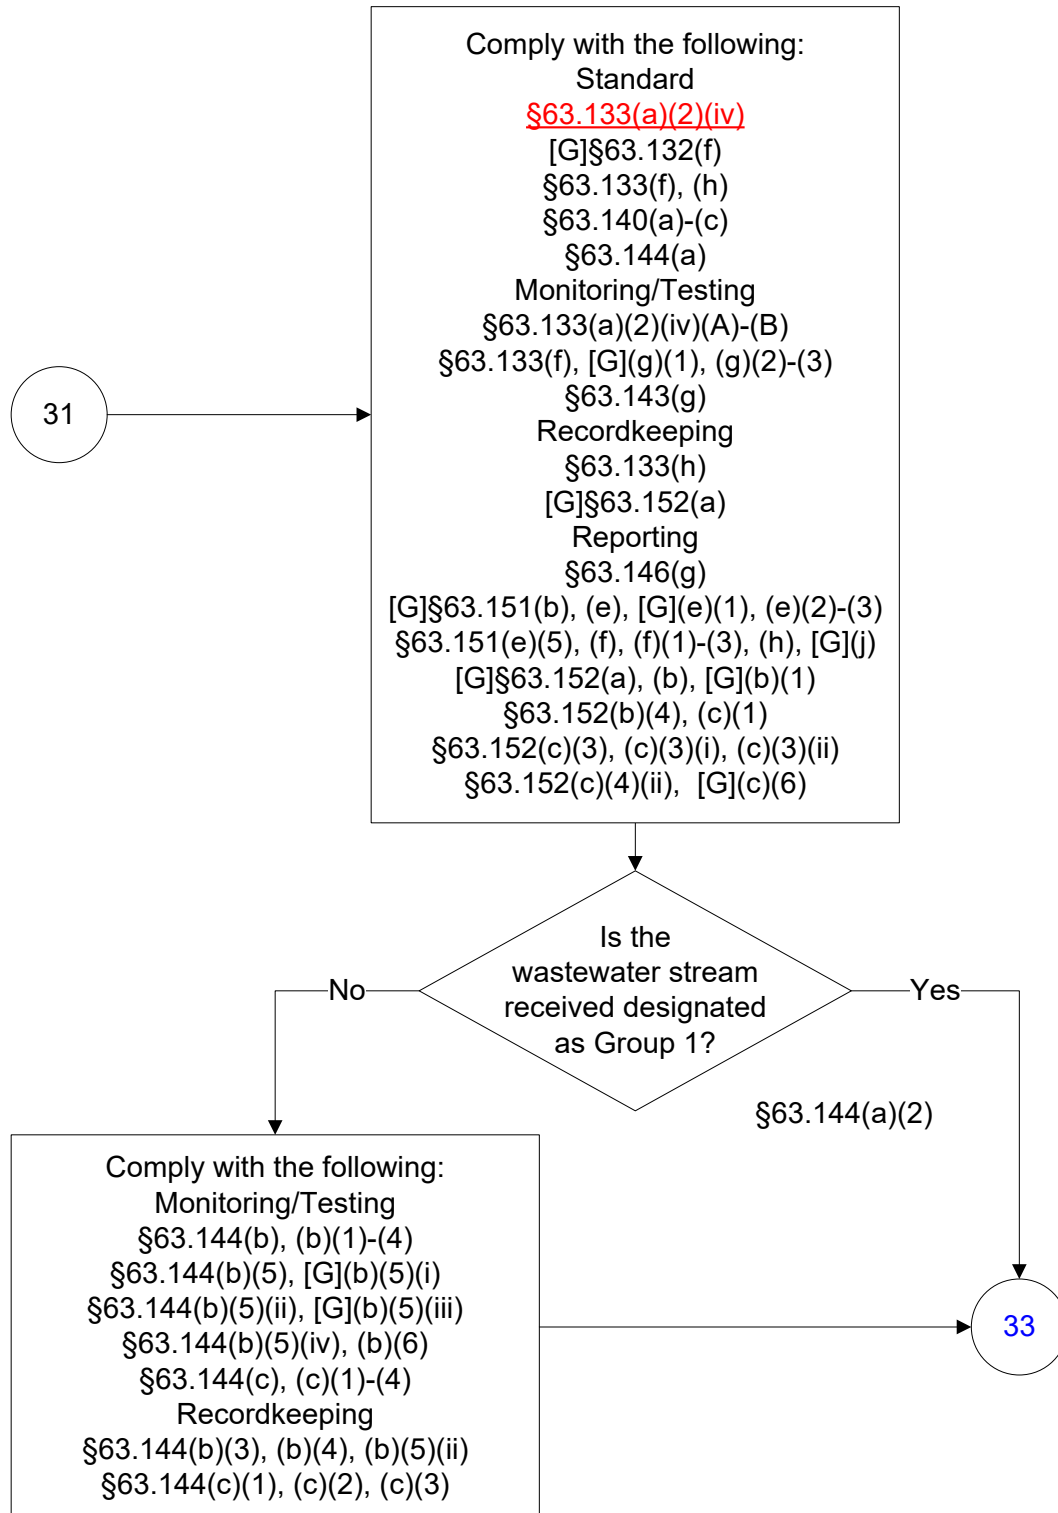 Comply with the following:
Standard
§63.133(a)(2)(iv)
[G]§63.132(f)
§63.133(f), (h)
§63.140(a)-(c)
§63.144(a)
Monitoring/Testing
§63.133(a)(2)(iv)(A)-(B)
§63.133(f), [G](g)(1), (g)(2)-(3)
§63.143(g)
Recordkeeping
§63.133(h)
[G]§63.152(a)
Reporting
§63.146(g)
[G]§63.151(b), (e), [G](e)(1), (e)(2)-(3)
§63.151(e)(5), (f), (f)(1)-(3), (h), [G](j)
[G]§63.152(a), (b), [G](b)(1)
§63.152(b)(4), (c)(1)
§63.152(c)(3), (c)(3)(i), (c)(3)(ii)
§63.152(c)(4)(ii), [G](c)(6)
31
Is the
wastewater stream
received designated
as Group 1?
No
Yes
§63.144(a)(2)
Comply with the following:
Monitoring/Testing
§63.144(b), (b)(1)-(4)
§63.144(b)(5), [G](b)(5)(i)
§63.144(b)(5)(ii), [G](b)(5)(iii)
§63.144(b)(5)(iv), (b)(6)
§63.144(c), (c)(1)-(4)
Recordkeeping
§63.144(b)(3), (b)(4), (b)(5)(ii)
§63.144(c)(1), (c)(2), (c)(3)
33